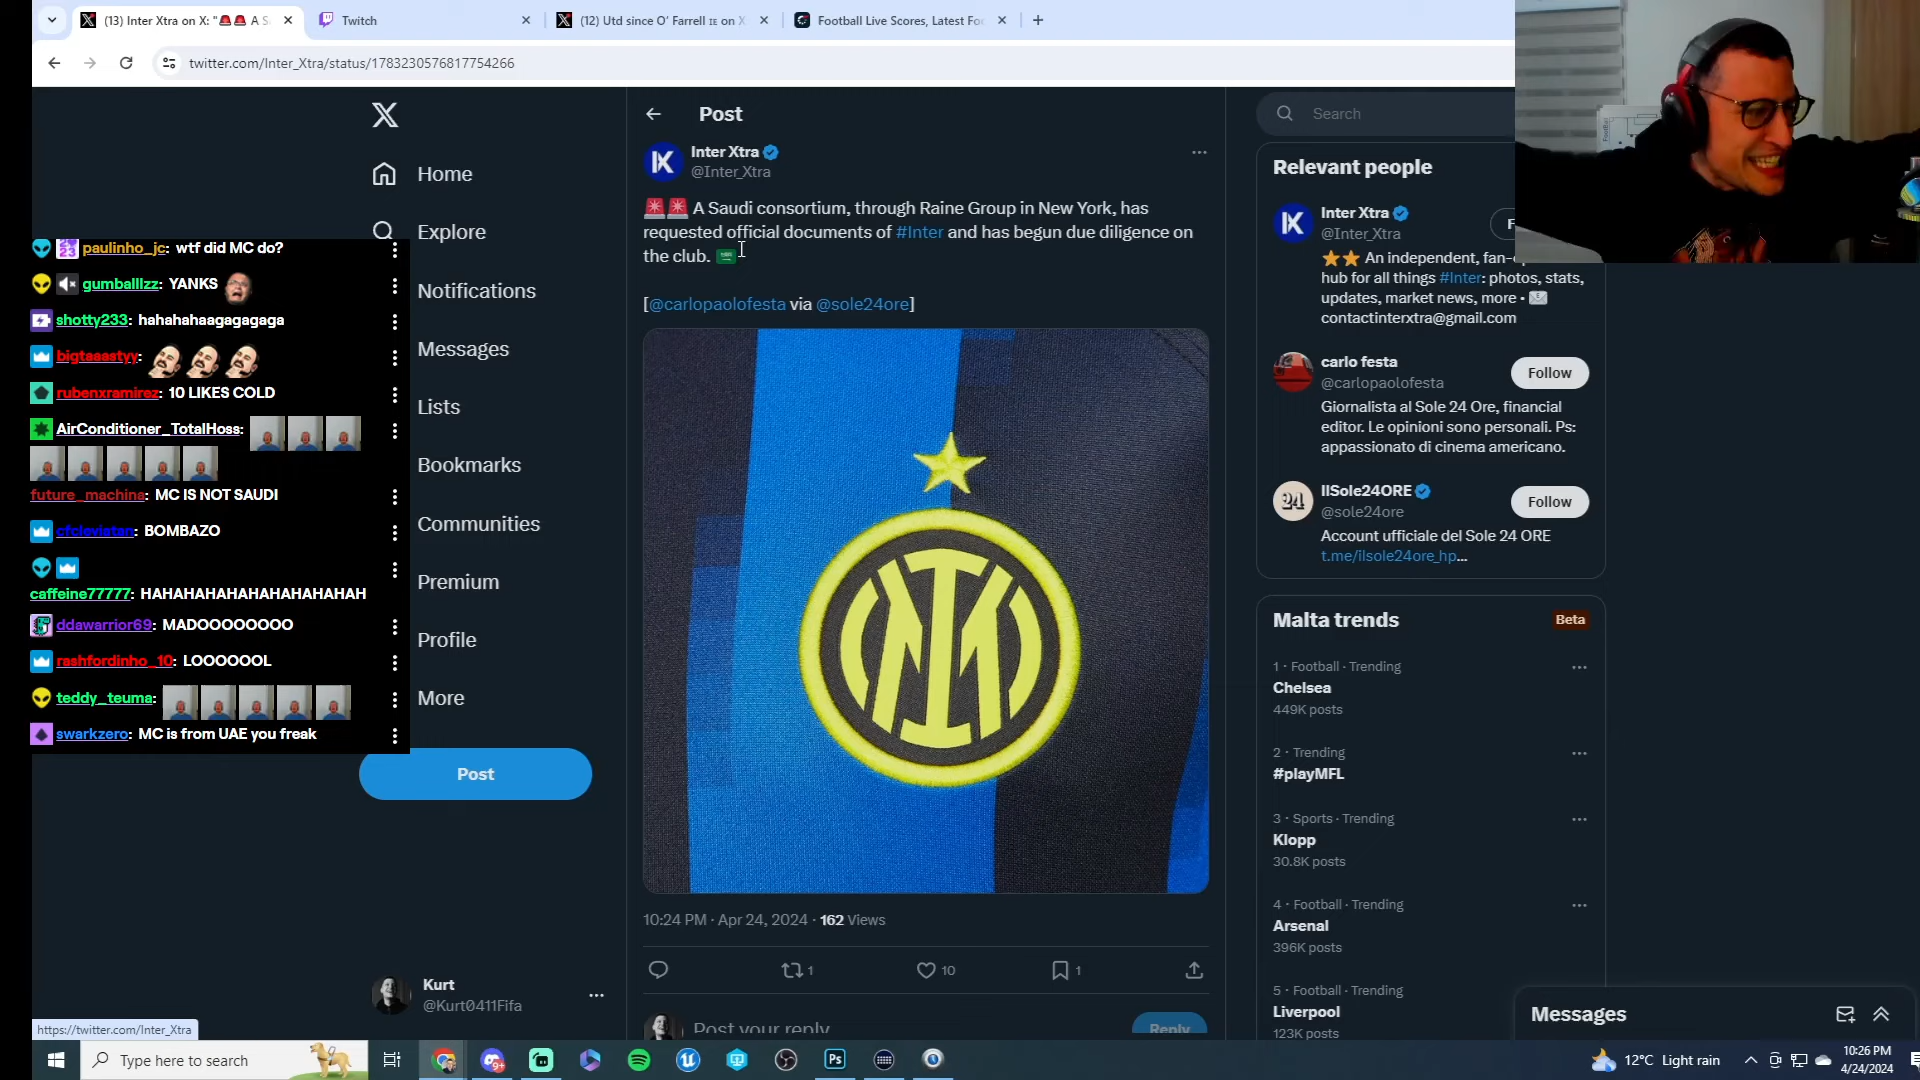 (13) Inter Xtra on X: "🚨🚨 A S
Twitch
(12) Utd since O' Farrell on X
Football Live Scores, Latest Foo
twitter.com/Inter_Xtra/status/1783230576817754266
Post
Search
Home
Explore
Notifications
Messages
Lists
Bookmarks
Communities
Premium
Profile
More
Post
Kurt
@Kurt0411Fifa
paulinho_jc: wtf did MC do?
gumballlzz: YANKS
shotty233: hahahahaagagagaga
bigtaaastyy:
rubenxramirez: 10 LIKES COLD
AirConditioner_TotalHoss:
future_machina: MC IS NOT SAUDI
cfcleviatan: BOMBAZO
caffeine77777: HAHAHAHAHAHAHAHAHAH
ddawarrior69: MADOOOOOOOO
rashfordinho_10: LOOOOOOL
teddy_teuma:
swarkzero: MC is from UAE you freak
Inter Xtra
@Inter_Xtra
🚨🚨 A Saudi consortium, through Raine Group in New York, has
requested official documents of #Inter and has begun due diligence on
the club. 🇸🇦
[@carlopaolofesta via @sole24ore]
10:24 PM · Apr 24, 2024 · 162 Views
1
10
1
Post your reply
Reply
Relevant people
Inter Xtra
@Inter_Xtra
F
⭐⭐ An independent, fan-
hub for all things #Inter: photos, stats,
updates, market news, more • 📨
contactinterxtra@gmail.com
carlo festa
@carlopaolofesta
Follow
Giornalista al Sole 24 Ore, financial
editor. Le opinioni sono personali. Ps:
appassionato di cinema americano.
24
IlSole24ORE
@sole24ore
Follow
Account ufficiale del Sole 24 ORE
t.me/ilsole24ore_hp...
Malta trends
Beta
1 · Football · Trending
Chelsea
449K posts
2 · Trending
#playMFL
3 · Sports · Trending
Klopp
30.8K posts
4 · Football · Trending
Arsenal
396K posts
5 · Football · Trending
Liverpool
123K posts
Messages
https://twitter.com/Inter_Xtra
Type here to search
Ps
12°C Light rain
10:26 PM
4/24/2024